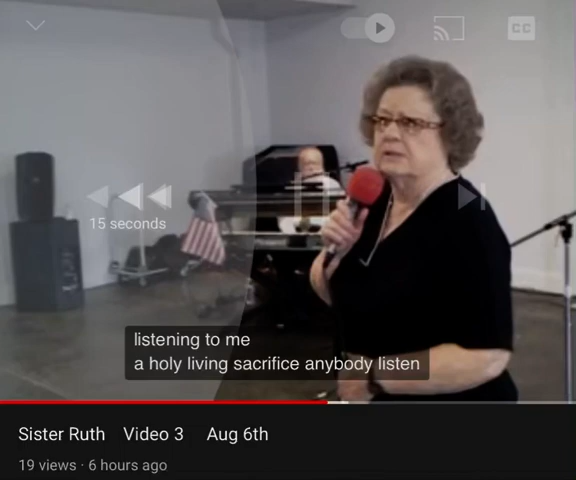 CC
15 seconds
listening to me
a holy living sacrifice anybody listen
Sister Ruth Video 3 Aug 6th
19 views · 6 hours ago